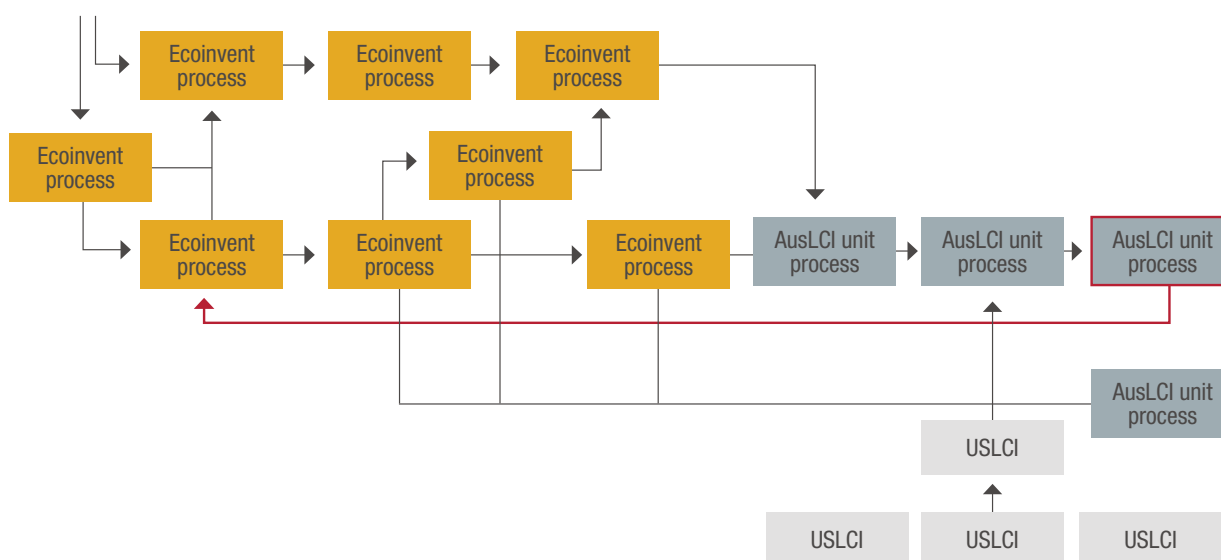 Ecoinvent
process
Ecoinvent
process
Ecoinvent
process
Ecoinvent
process
Ecoinvent
process
Ecoinvent
process
Ecoinvent
process
Ecoinvent
process
AusLCI unit
process
AusLCI unit
process
AusLCI unit
process
AusLCI unit
process
USLCI
USLCI
USLCI
USLCI